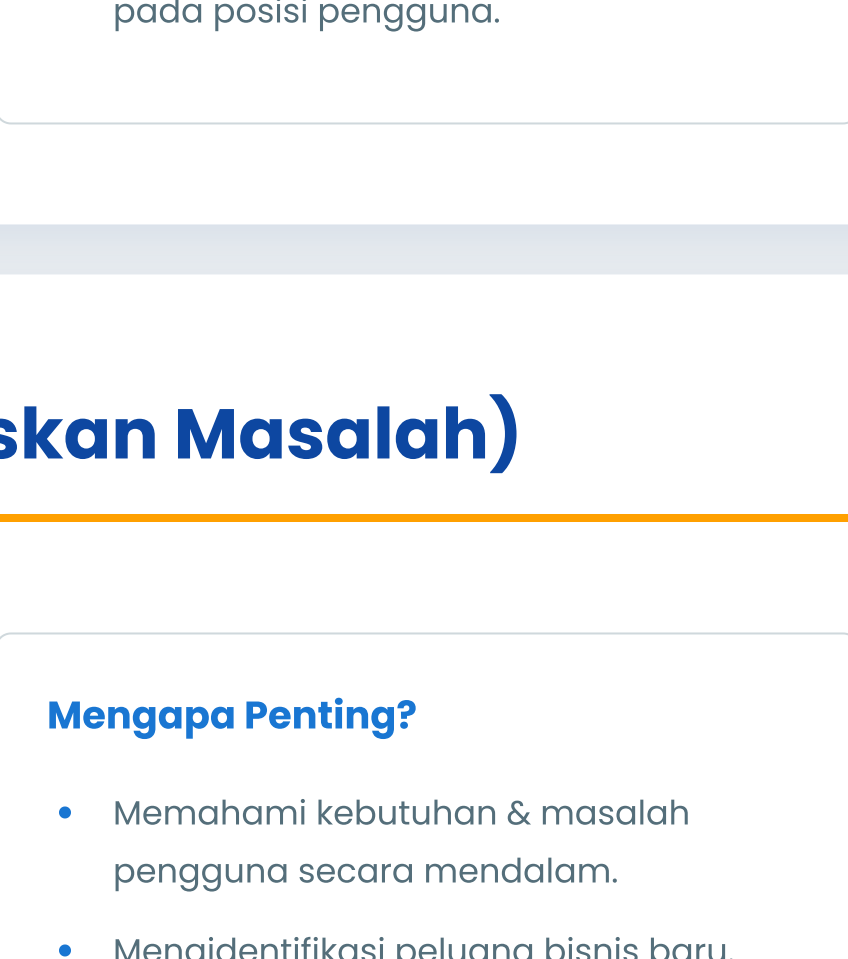 pada posisi pengguna.
skan Masalah)
Mengapa Penting?
• Memahami kebutuhan & masalah
pengguna secara mendalam.
• Mengidentifikasi peluang bisnis baru.